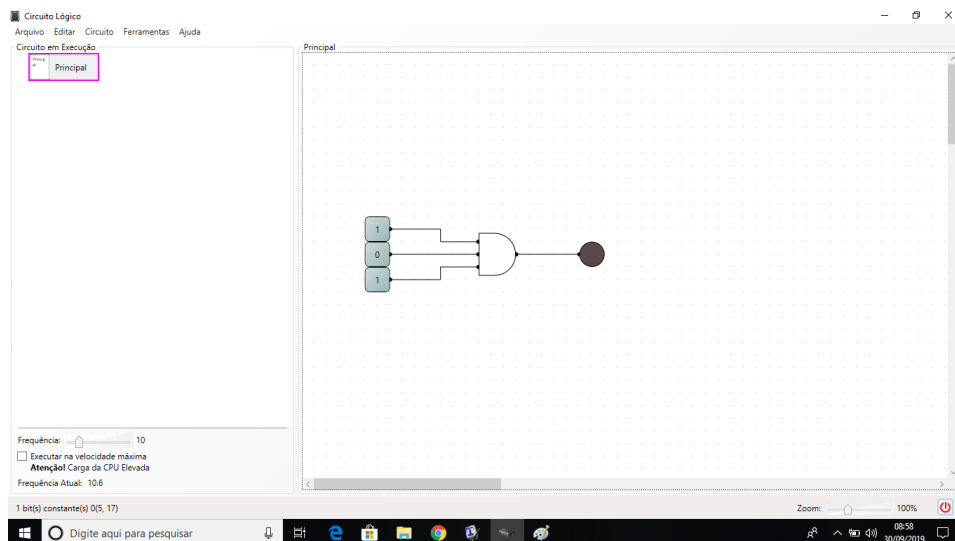 Circuito Lógico
Arquivo Editar Circuito Ferramentas Ajuda
Circuito em Execução
Princip
al
Principal
Principal
1
0
1
Frequência: 10
Executar na velocidade máxima
Atenção! Carga da CPU Elevada
Frequência Atual: 10.6
1 bit(s) constante(s) 0(5, 17)
Zoom: 100%
Digite aqui para pesquisar
08:58
30/09/2019